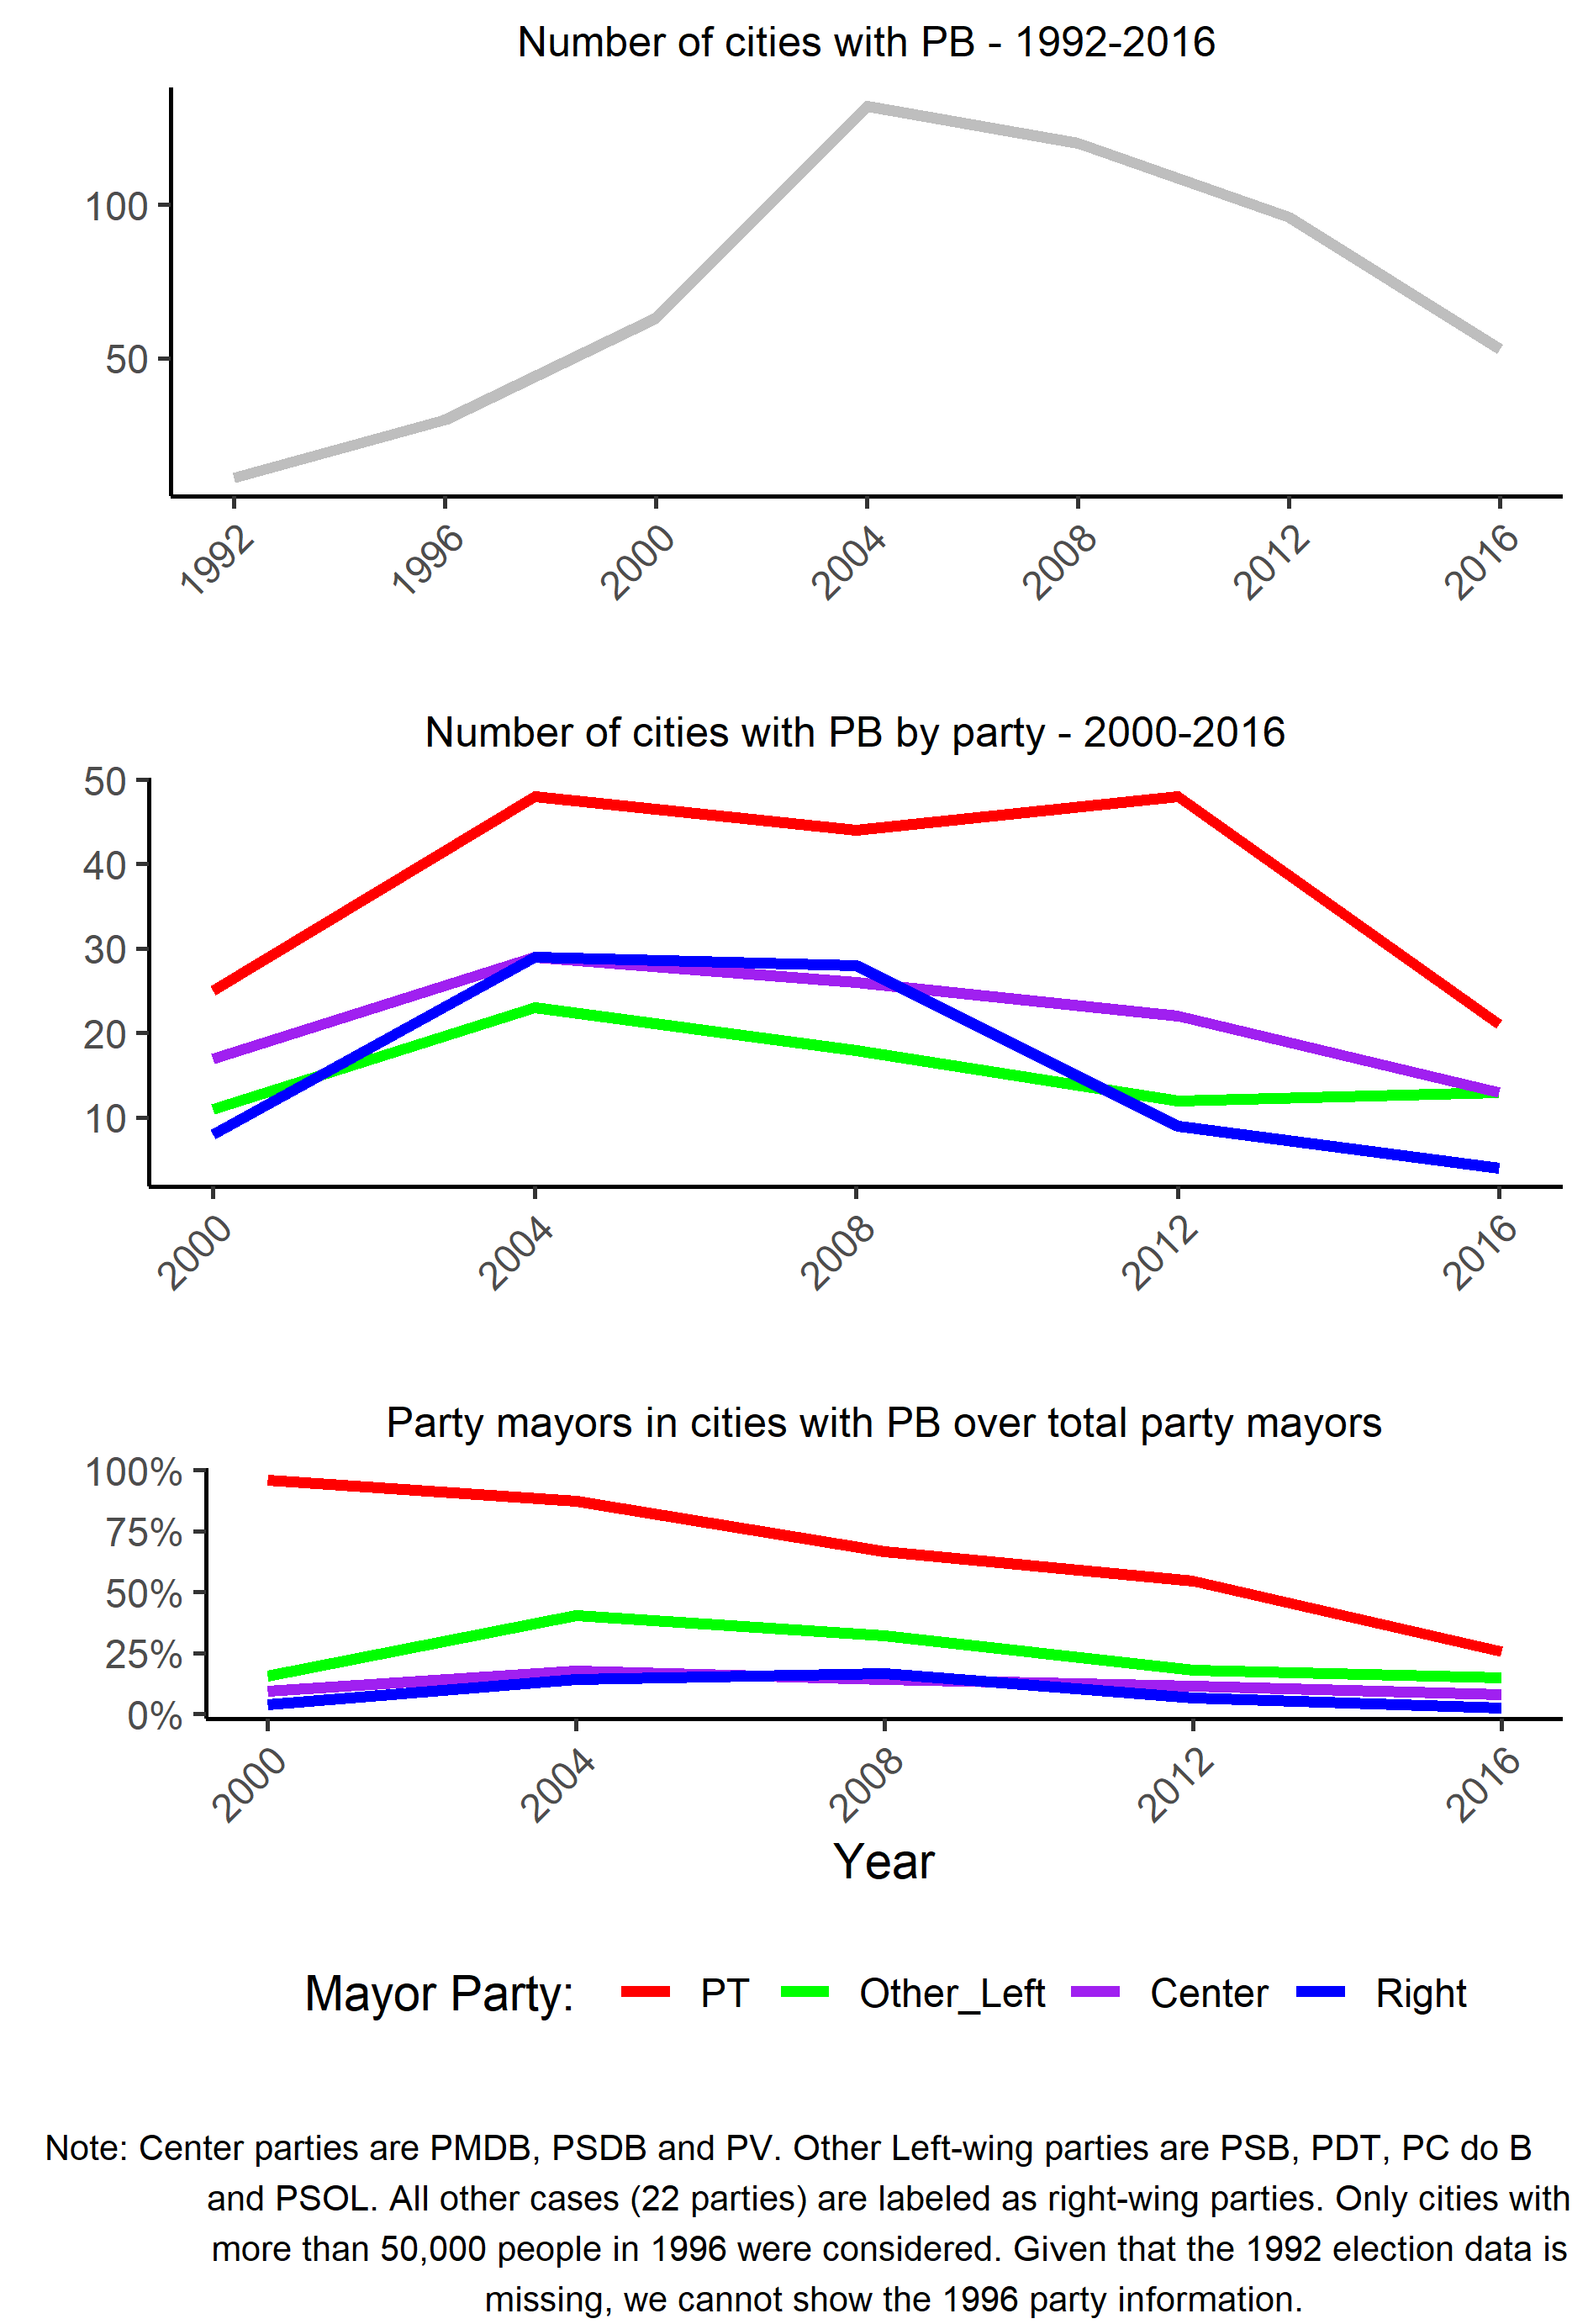 Number of cities with PB - 1992-2016
100
50
1992 1996 2000 2004 2008 2012 2016
Number of cities with PB by party - 2000-2016
50
40
30
20
10
2000 2004 2008 2012 2016
Party mayors in cities with PB over total party mayors
100%
75%
50%
25%
0%
2000 2004 2008 2012 2016
Year
Mayor Party: PT Other_Left Center Right
Note: Center parties are PMDB, PSDB and PV. Other Left-wing parties are PSB, PDT, PC do B
and PSOL. All other cases (22 parties) are labeled as right-wing parties. Only cities with
more than 50,000 people in 1996 were considered. Given that the 1992 election data is
missing, we cannot show the 1996 party information.